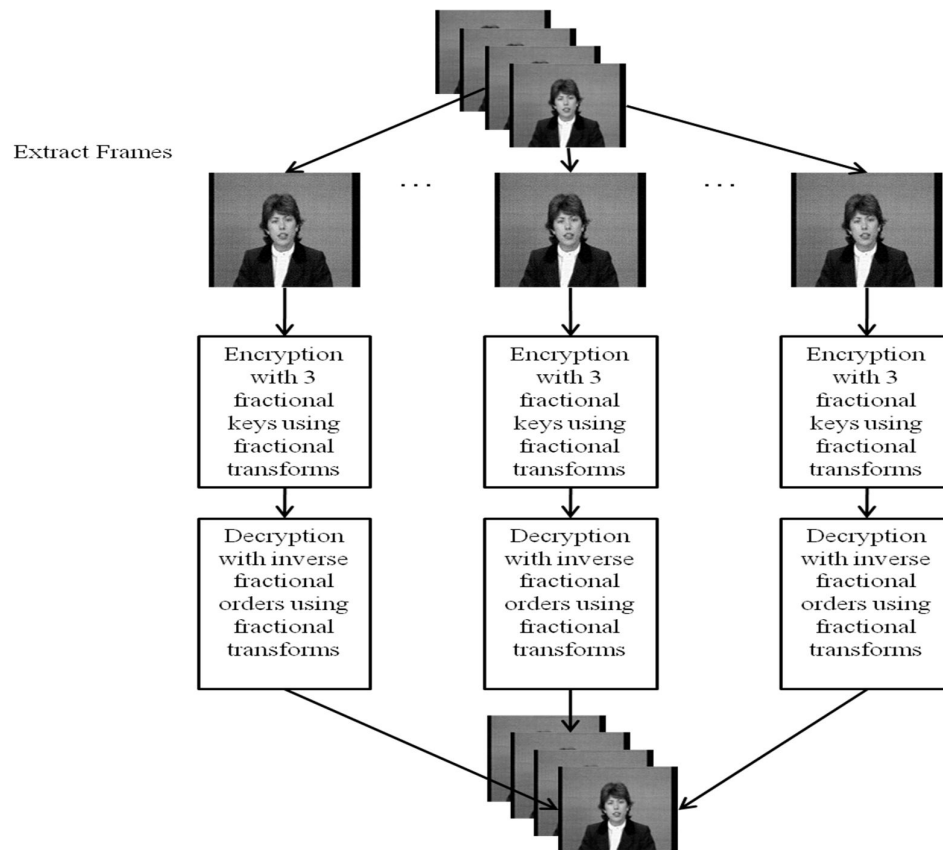 Extract Frames
. . .
. . .
Encryption
with 3
fractional
keys using
fractional
transforms
Encryption
with 3
fractional
keys using
fractional
transforms
Encryption
with 3
fractional
keys using
fractional
transforms
Decryption
with inverse
fractional
orders using
fractional
transforms
Decryption
with inverse
fractional
orders using
fractional
transforms
Decryption
with inverse
fractional
orders using
fractional
transforms